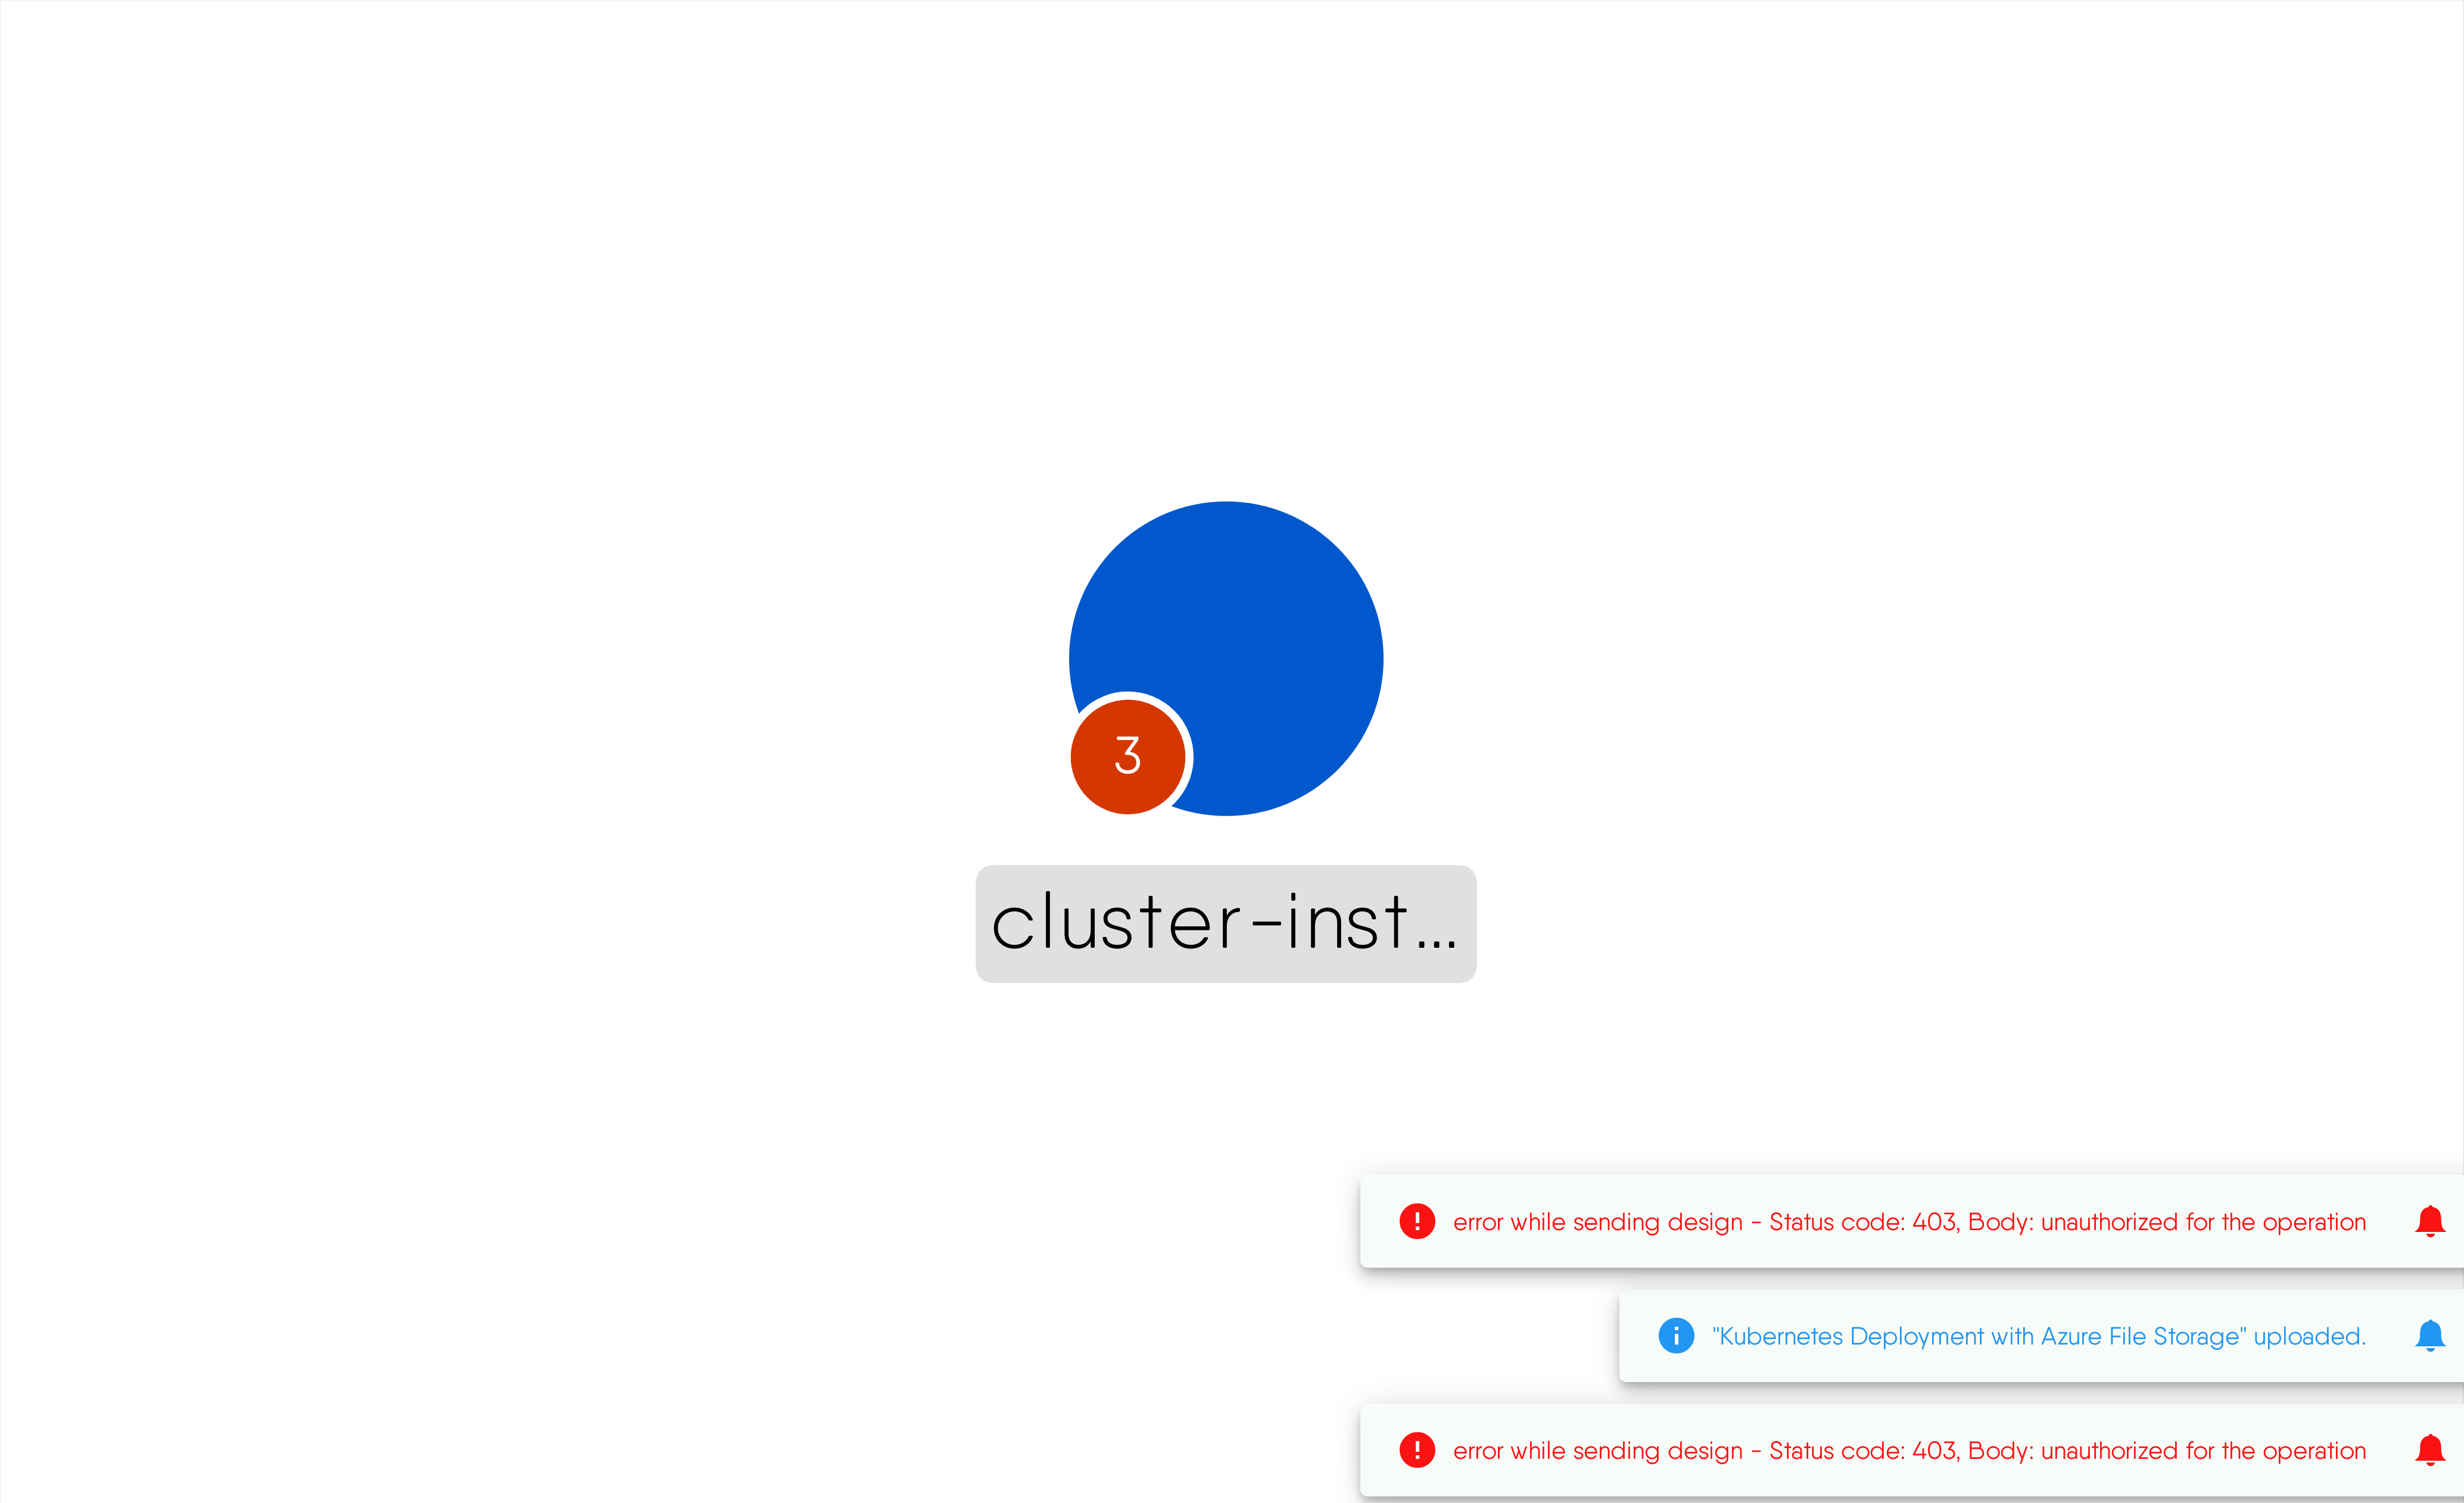 3
cluster-inst...
error while sending design - Status code: 403, Body: unauthorized for the operation
"Kubernetes Deployment with Azure File Storage" uploaded.
error while sending design - Status code: 403, Body: unauthorized for the operation